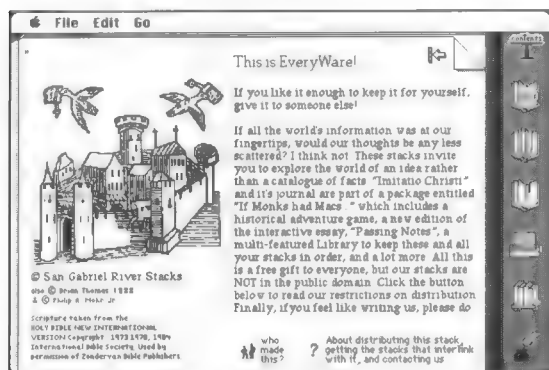 File Edit Go
contents
This is EveryWare!
If you like it enough to keep it for yourself,
give it to someone else!
If all the world's information was at our
fingertips, would our thoughts be any less
scattered? I think not. These stacks invite
you to explore the world of an idea rather
than a catalogue of facts. "Imitatio Christi"
and it's journal are part of a package entitled
"If Monks had Macs..." which includes a
historical adventure game, a new edition of
the interactive essay, "Passing Notes", a
multi-featured Library to keep these and all
your stacks in order, and a lot more. All this
is a free gift to everyone, but our stacks are
NOT in the public domain. Click the button
below to read our restrictions on distribution.
Finally, if you feel like writing us, please do
© San Gabriel River Stacks
also © Brian Thomas 1988
& © Philip A. Mohr Jr
Scripture taken from the
HOLY BIBLE NEW INTERNATIONAL
VERSION Copyright 1973, 1978, 1984
International Bible Society. Used by
permission of Zondervan Bible Publishers
who
made
this?
? About distributing this stack,
getting the stacks that interlink
with it, and contacting us